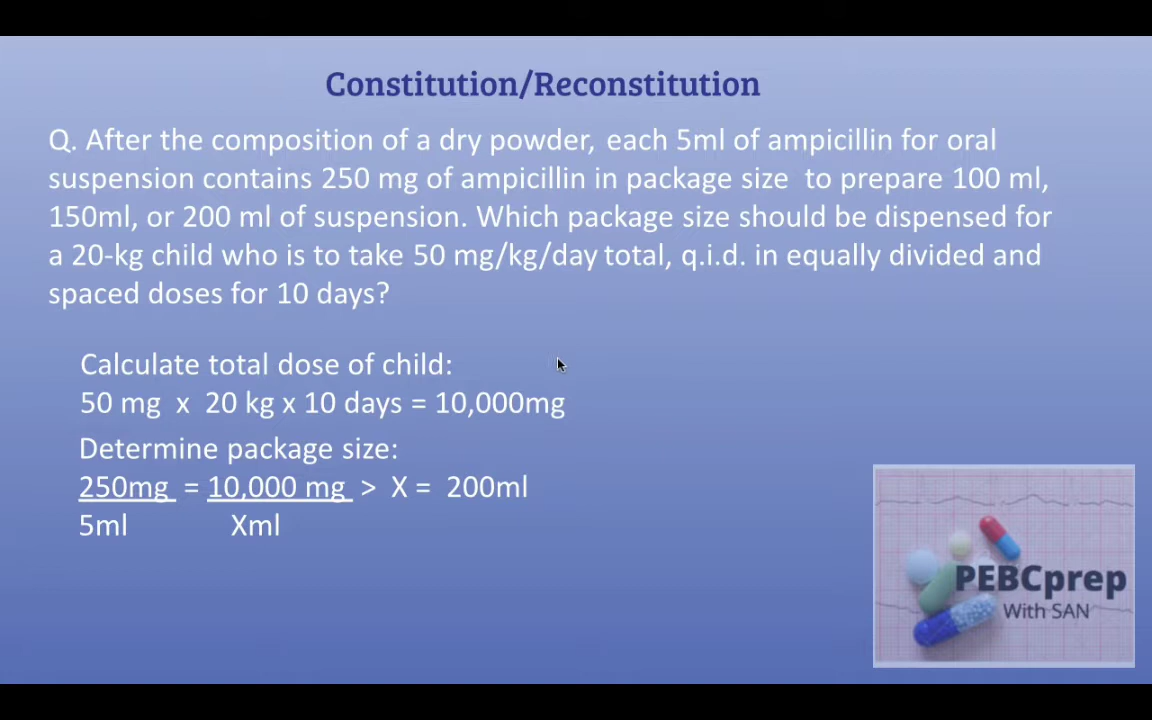 Constitution/Reconstitution
Q. After the composition of a dry powder, each 5ml of ampicillin for oral
suspension contains 250 mg of ampicillin in package size to prepare 100 ml,
150ml, or 200 ml of suspension. Which package size should be dispensed for
a 20-kg child who is to take 50 mg/kg/day total, q.i.d. in equally divided and
spaced doses for 10 days?
Calculate total dose of child:
50 mg x 20 kg x 10 days = 10,000mg
Determine package size:
250mg = 10,000 mg > X = 200ml
5ml Xml
PEBCprep
With SAN